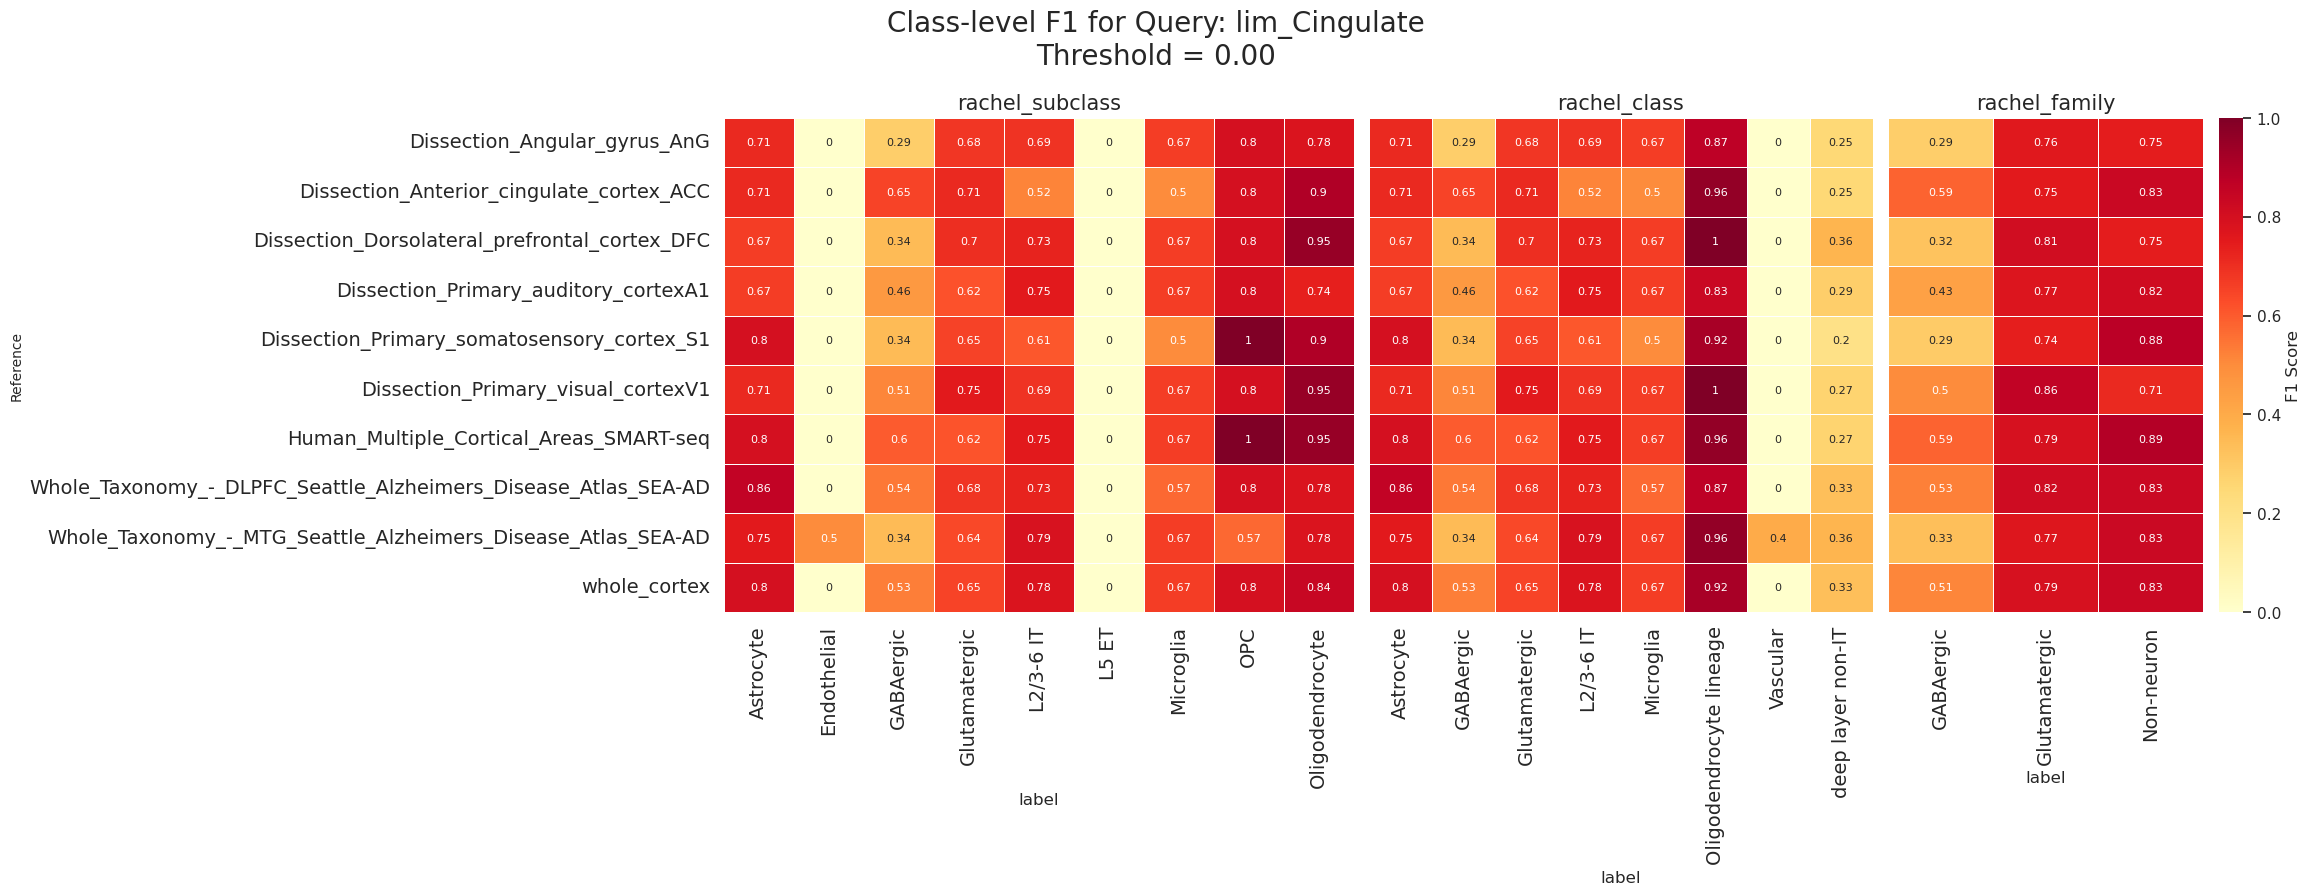 Class-level F1 for Query: lim_Cingulate
Threshold = 0.00
rachel_subclass
rachel_class
rachel_family
Dissection_Angular_gyrus_AnG 0.71 0 0.29 0.68 0.69 0 0.67 0.8 0.78 0.71 0.29 0.68 0.69 0.67 0.87 0 0.25 0.29 0.76 0.75
Dissection_Anterior_cingulate_cortex_ACC 0.71 0 0.65 0.71 0.52 0 0.5 0.8 0.9 0.71 0.65 0.71 0.52 0.5 0.96 0 0.25 0.59 0.75 0.83
Dissection_Dorsolateral_prefrontal_cortex_DFC 0.67 0 0.34 0.7 0.73 0 0.67 0.8 0.95 0.67 0.34 0.7 0.73 0.67 1 0 0.36 0.32 0.81 0.75
Dissection_Primary_auditory_cortexA1 0.67 0 0.46 0.62 0.75 0 0.67 0.8 0.74 0.67 0.46 0.62 0.75 0.67 0.83 0 0.29 0.43 0.77 0.82
Dissection_Primary_somatosensory_cortex_S1 0.8 0 0.34 0.65 0.61 0 0.5 1 0.9 0.8 0.34 0.65 0.61 0.5 0.92 0 0.2 0.29 0.74 0.88
Dissection_Primary_visual_cortexV1 0.71 0 0.51 0.75 0.69 0 0.67 0.8 0.95 0.71 0.51 0.75 0.69 0.67 1 0 0.27 0.5 0.86 0.71
Human_Multiple_Cortical_Areas_SMART-seq 0.8 0 0.6 0.62 0.75 0 0.67 1 0.95 0.8 0.6 0.62 0.75 0.67 0.96 0 0.27 0.59 0.79 0.89
Whole_Taxonomy_-_DLPFC_Seattle_Alzheimers_Disease_Atlas_SEA-AD 0.86 0 0.54 0.68 0.73 0 0.57 0.8 0.78 0.86 0.54 0.68 0.73 0.57 0.87 0 0.33 0.53 0.82 0.83
Whole_Taxonomy_-_MTG_Seattle_Alzheimers_Disease_Atlas_SEA-AD 0.75 0.5 0.34 0.64 0.79 0 0.67 0.57 0.78 0.75 0.34 0.64 0.79 0.67 0.96 0.4 0.36 0.33 0.77 0.83
whole_cortex 0.8 0 0.53 0.65 0.78 0 0.67 0.8 0.84 0.8 0.53 0.65 0.78 0.67 0.92 0 0.33 0.51 0.79 0.83
Reference
Astrocyte
Endothelial
GABAergic
Glutamatergic
L2/3-6 IT
L5 ET
Microglia
OPC
Oligodendrocyte
label
Astrocyte
GABAergic
Glutamatergic
L2/3-6 IT
Microglia
Oligodendrocyte lineage
Vascular
deep layer non-IT
label
GABAergic
Glutamatergic
Non-neuron
label
1.0
0.8
0.6
0.4
0.2
0.0
F1 Score